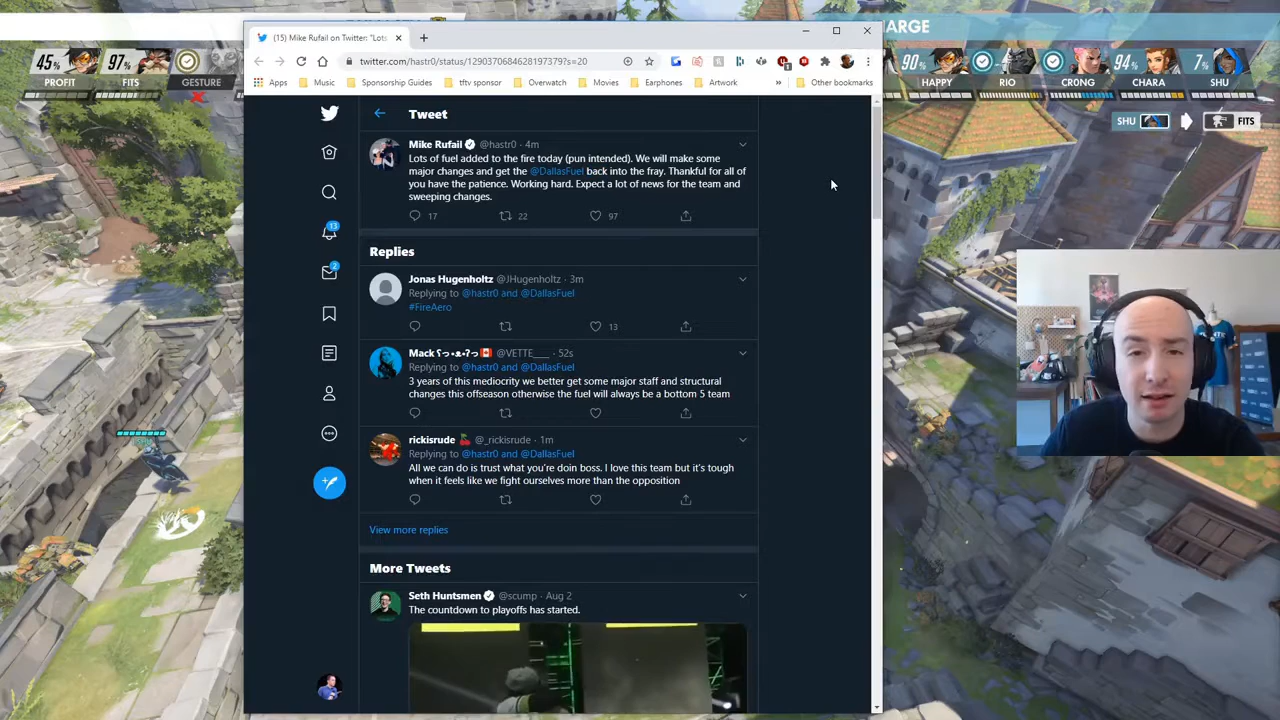 45%
PROFIT
97%
FITS
GESTURE
ARGE
90%
HAPPY
RIO
CRONG
94%
CHARA
7%
SHU
SHU
FITS
(15) Mike Rufail on Twitter: "Lots
twitter.com/hastr0/status/1290370684628197379?s=20
Apps
Music
Sponsorship Guides
tftv sponsor
Overwatch
Movies
Earphones
Artwork
»
Other bookmarks
Tweet
Mike Rufail @hastr0 · 4m
Lots of fuel added to the fire today (pun intended). We will make some
major changes and get the @DallasFuel back into the fray. Thankful for all of
you have the patience. Working hard. Expect a lot of news for the team and
sweeping changes.
17 22 97
13
2
Replies
Jonas Hugenholtz @JHugenholtz · 3m
Replying to @hastr0 and @DallasFuel
#FireAero
13
Mack ʕっ•ᴥ•ʔっ🇨🇦 @VETTE___ · 52s
Replying to @hastr0 and @DallasFuel
3 years of this mediocrity we better get some major staff and structural
changes this offseason otherwise the fuel will always be a bottom 5 team
rickisrude 🍒 @_rickisrude · 1m
Replying to @hastr0 and @DallasFuel
All we can do is trust what you're doin boss. I love this team but it's tough
when it feels like we fight ourselves more than the opposition
View more replies
More Tweets
Seth Huntsmen @scump · Aug 2
The countdown to playoffs has started.